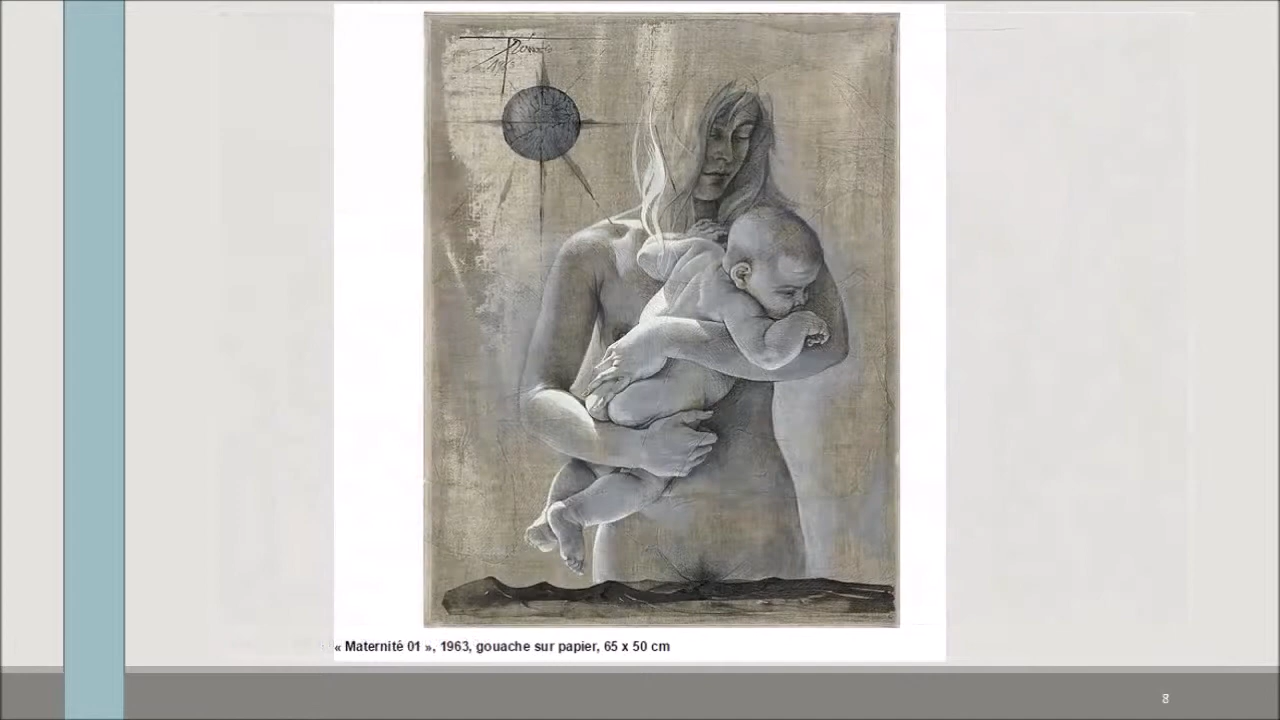 « Maternité 01 », 1963, gouache sur papier, 65 x 50 cm
8